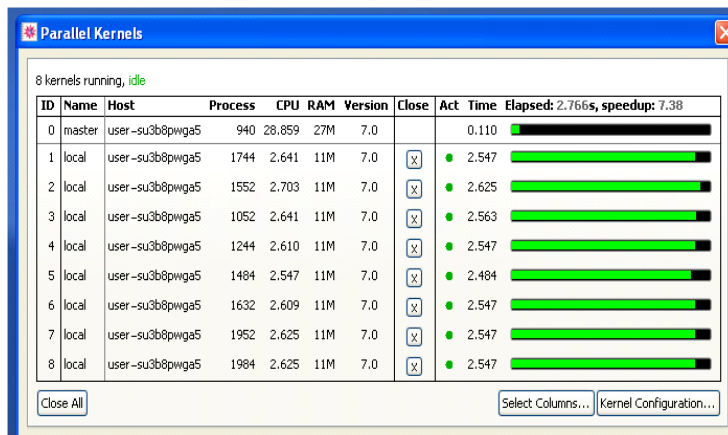 Parallel Kernels
8 kernels running, idle
ID Name Host Process CPU RAM Version Close Act Time Elapsed: 2.766s, speedup: 7.38
0 master user-su3b8pwga5 940 28.859 27M 7.0 0.110
1 local user-su3b8pwga5 1744 2.641 11M 7.0 X 2.547
2 local user-su3b8pwga5 1552 2.703 11M 7.0 X 2.625
3 local user-su3b8pwga5 1052 2.641 11M 7.0 X 2.563
4 local user-su3b8pwga5 1244 2.610 11M 7.0 X 2.547
5 local user-su3b8pwga5 1484 2.547 11M 7.0 X 2.484
6 local user-su3b8pwga5 1632 2.609 11M 7.0 X 2.547
7 local user-su3b8pwga5 1952 2.625 11M 7.0 X 2.547
8 local user-su3b8pwga5 1984 2.625 11M 7.0 X 2.547
Close All Select Columns... Kernel Configuration...